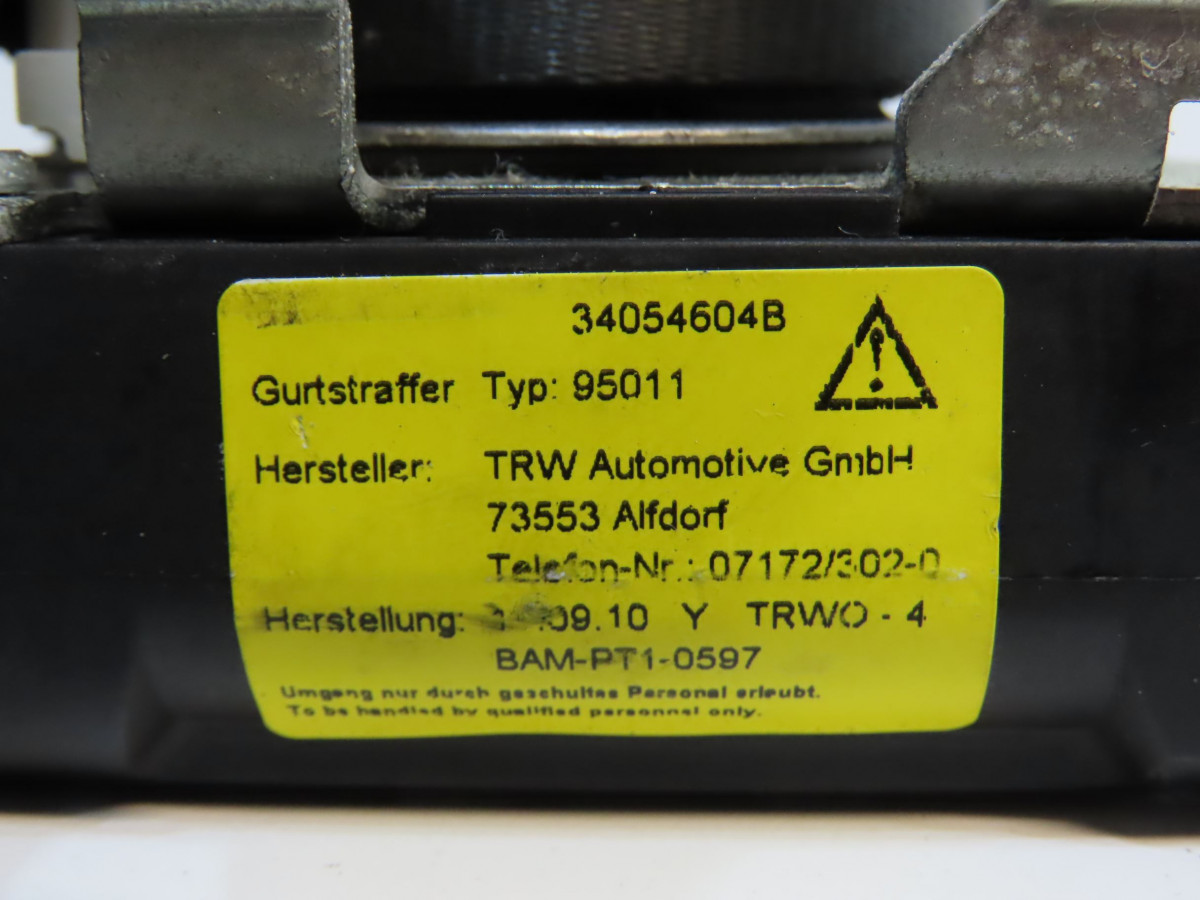 34054604B
Gurtstraffer Typ: 95011
Hersteller: TRW Automotive GmbH
73553 Alfdorf
Telefon-Nr.: 07172/302-0
Herstellung: .09.10 Y TRWO - 4
BAM-PT1-0597
Umgang nur durch geschultes Personal erlaubt.
To be handled by qualified personnel only.